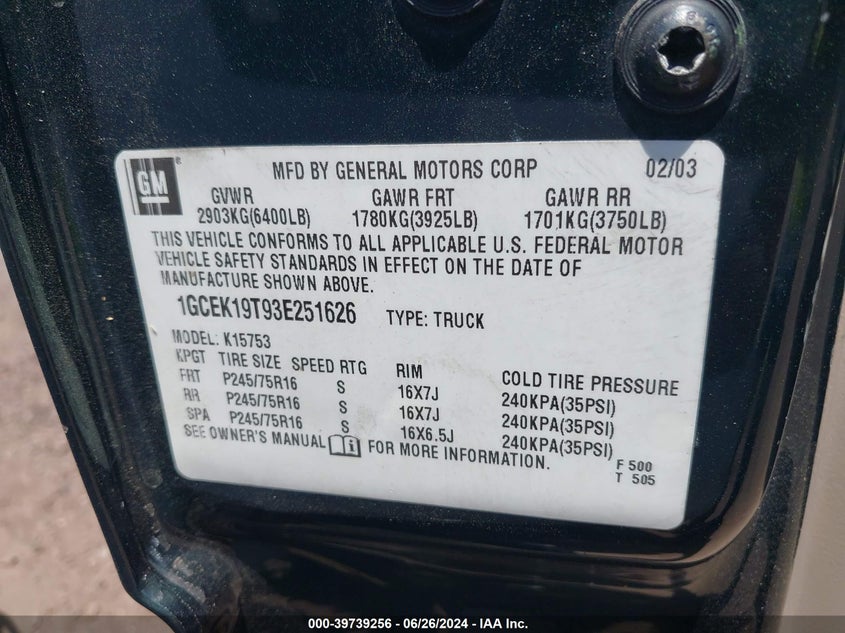 GM ® MFD BY GENERAL MOTORS CORP 02/03
GVWR GAWR FRT GAWR RR
2903KG(6400LB) 1780KG(3925LB) 1701KG(3750LB)
THIS VEHICLE CONFORMS TO ALL APPLICABLE U.S. FEDERAL MOTOR
VEHICLE SAFETY STANDARDS IN EFFECT ON THE DATE OF
MANUFACTURE SHOWN ABOVE.
1GCEK19T93E251626 TYPE: TRUCK
MODEL: K15753
KPGT TIRE SIZE SPEED RTG RIM COLD TIRE PRESSURE
FRT P245/75R16 S 16X7J 240KPA(35PSI)
RR P245/75R16 S 16X7J 240KPA(35PSI)
SPA P245/75R16 S 16X6.5J 240KPA(35PSI)
SEE OWNER'S MANUAL FOR MORE INFORMATION.
F 500
T 505
000-39739256 - 06/26/2024 - IAA Inc.